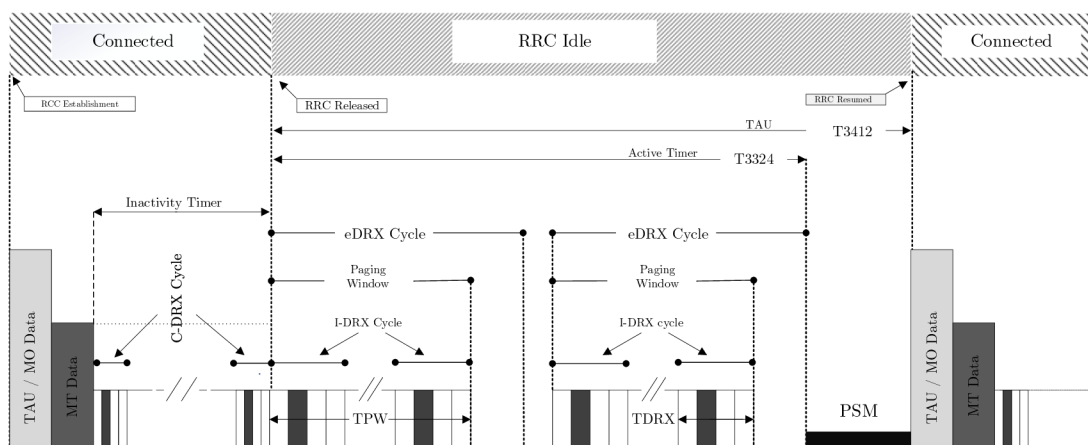 Connected
RRC Idle
Connected
RCC Establishment
RRC Released
RRC Resumed
TAU
T3412
Active Timer
T3324
Inactivity Timer
eDRX Cycle
eDRX Cycle
C-DRX Cycle
Paging
Window
Paging
Window
I-DRX Cycle
I-DRX cycle
TAU / MO Data
MT Data
TPW
TDRX
PSM
TAU / MO Data
MT Data